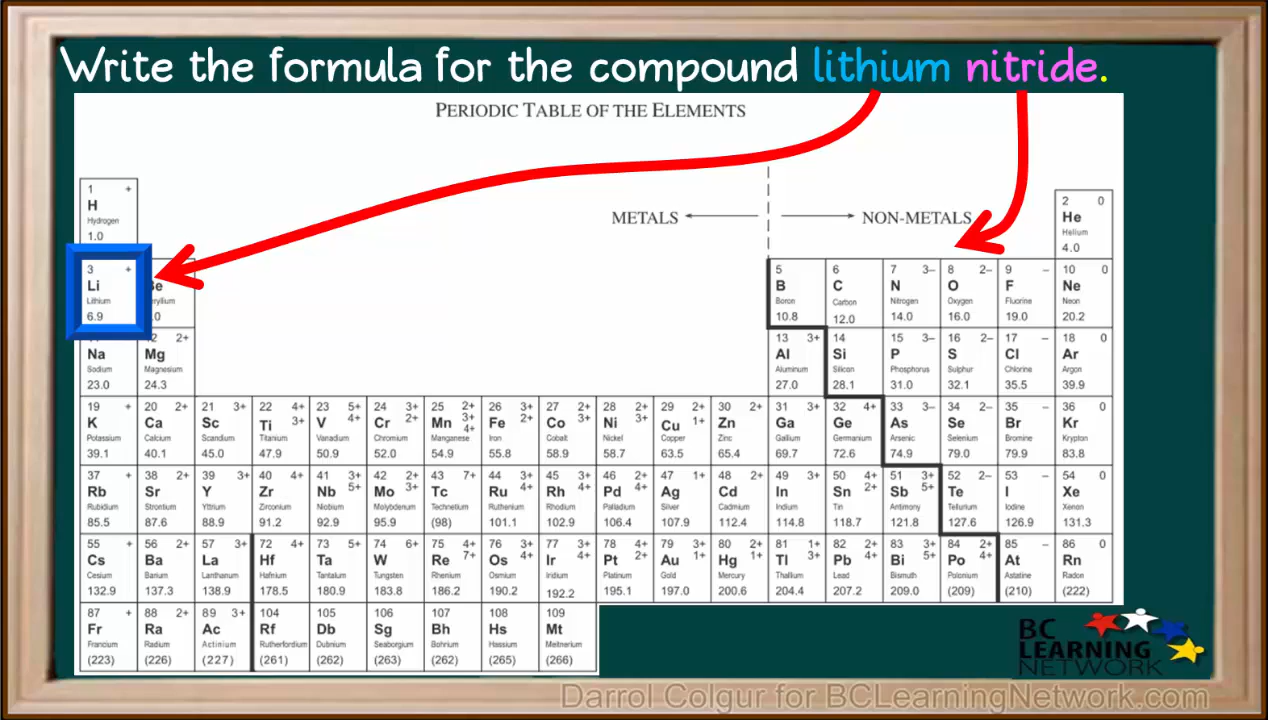 Write the formula for the compound lithium nitride.
PERIODIC TABLE OF THE ELEMENTS
METALS
NON-METALS
1 +
H
Hydrogen
1.0
2 0
He
Helium
4.0
3 +
Li
Lithium
6.9
Be
5
B
Boron
10.8
6
C
Carbon
12.0
7 3–
N
Nitrogen
14.0
8 2–
O
Oxygen
16.0
9 –
F
Fluorine
19.0
10 0
Ne
Neon
20.2
Na
Sodium
23.0
12 2+
Mg
Magnesium
24.3
13 3+
Al
Aluminum
27.0
14
Si
Silicon
28.1
15 3–
P
Phosphorus
31.0
16 2–
S
Sulphur
32.1
17 –
Cl
Chlorine
35.5
18 0
Ar
Argon
39.9
19 +
K
Potassium
39.1
20 2+
Ca
Calcium
40.1
21 3+
Sc
Scandium
45.0
22 4+
Ti 3+
Titanium
47.9
23 5+
V 4+
Vanadium
50.9
24 3+
Cr 2+
Chromium
52.0
25 2+
Mn 3+
4+
Manganese
54.9
26 3+
Fe 2+
Iron
55.8
27 2+
Co 3+
Cobalt
58.9
28 2+
Ni 3+
Nickel
58.7
29 2+
Cu 1+
Copper
63.5
30 2+
Zn
Zinc
65.4
31 3+
Ga
Gallium
69.7
32 4+
Ge
Germanium
72.6
33 3–
As
Arsenic
74.9
34 2–
Se
Selenium
79.0
35 –
Br
Bromine
79.9
36 0
Kr
Krypton
83.8
37 +
Rb
Rubidium
85.5
38 2+
Sr
Strontium
87.6
39 3+
Y
Yttrium
88.9
40 4+
Zr
Zirconium
91.2
41 3+
Nb 5+
Niobium
92.9
42 2+
Mo 3+
Molybdenum
95.9
43 7+
Tc
Technetium
(98)
44 3+
Ru 4+
Ruthenium
101.1
45 3+
Rh 4+
Rhodium
102.9
46 2+
Pd 4+
Palladium
106.4
47 1+
Ag
Silver
107.9
48 2+
Cd
Cadmium
112.4
49 3+
In
Indium
114.8
50 4+
Sn 2+
Tin
118.7
51 3+
Sb 5+
Antimony
121.8
52 2–
Te
Tellurium
127.6
53 –
I
Iodine
126.9
54 0
Xe
Xenon
131.3
55 +
Cs
Cesium
132.9
56 2+
Ba
Barium
137.3
57 3+
La
Lanthanum
138.9
72 4+
Hf
Hafnium
178.5
73 5+
Ta
Tantalum
180.9
74 6+
W
Tungsten
183.8
75 4+
Re 7+
Rhenium
186.2
76 3+
Os 4+
Osmium
190.2
77 3+
Ir 4+
Iridium
192.2
78 4+
Pt 2+
Platinum
195.1
79 3+
Au 1+
Gold
197.0
80 2+
Hg 1+
Mercury
200.6
81 1+
Tl 3+
Thallium
204.4
82 2+
Pb 4+
Lead
207.2
83 3+
Bi 5+
Bismuth
209.0
84 2+
Po 4+
Polonium
(209)
85 –
At
Astatine
(210)
86 0
Rn
Radon
(222)
87 +
Fr
Francium
(223)
88 2+
Ra
Radium
(226)
89 3+
Ac
Actinium
(227)
104
Rf
Rutherfordium
(261)
105
Db
Dubnium
(262)
106
Sg
Seaborgium
(263)
107
Bh
Bohrium
(262)
108
Hs
Hassium
(265)
109
Mt
Meitnerium
(266)
BC
LEARNING
NETWORK
Darrol Colgur for BCLearningNetwork.com